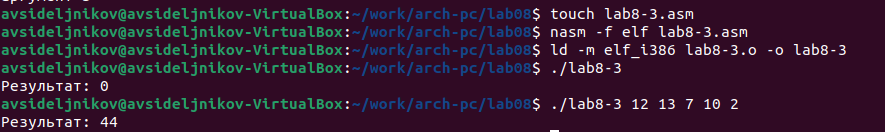 avsideljnikov@avsideljnikov-VirtualBox:~/work/arch-pc/lab08$ touch lab8-3.asm
avsideljnikov@avsideljnikov-VirtualBox:~/work/arch-pc/lab08$ nasm -f elf lab8-3.asm
avsideljnikov@avsideljnikov-VirtualBox:~/work/arch-pc/lab08$ ld -m elf_i386 lab8-3.o -o lab8-3
avsideljnikov@avsideljnikov-VirtualBox:~/work/arch-pc/lab08$ ./lab8-3
Результат: 0
avsideljnikov@avsideljnikov-VirtualBox:~/work/arch-pc/lab08$ ./lab8-3 12 13 7 10 2
Результат: 44